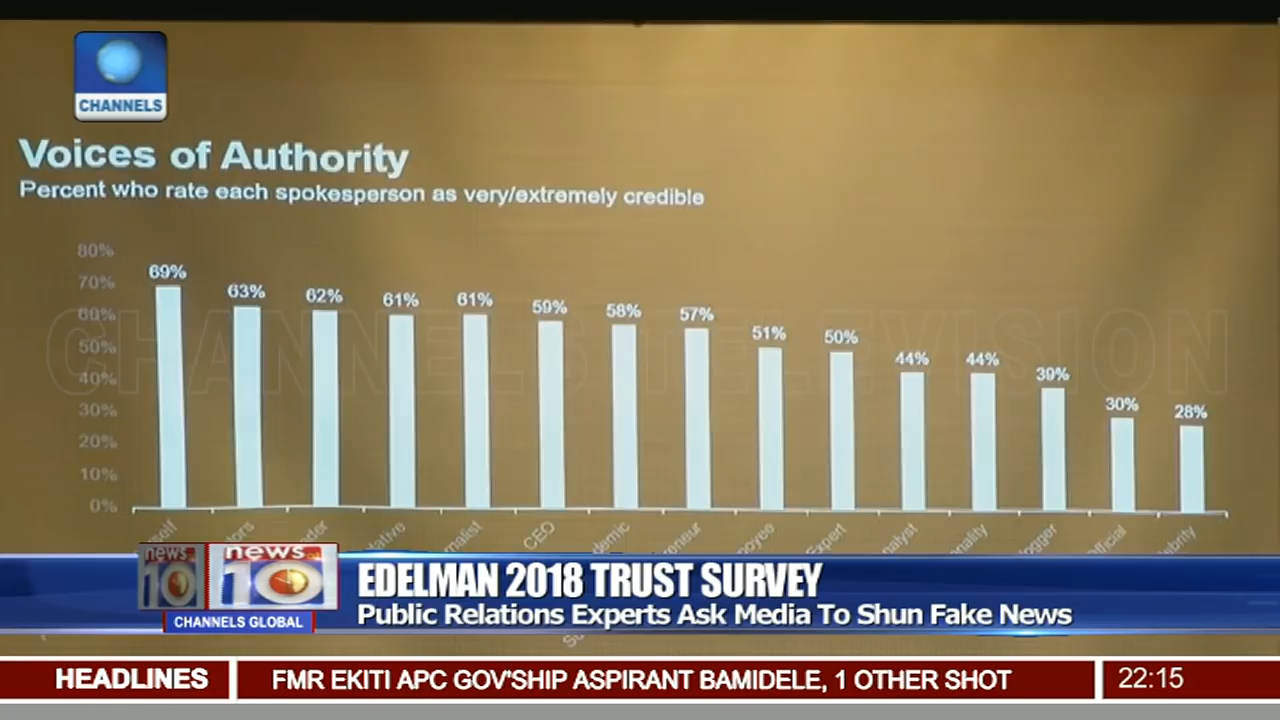 CHANNELS
Voices of Authority
Percent who rate each spokesperson as very/extremely credible
80%
70%
60%
50%
40%
30%
20%
10%
0%
69% 63% 62% 61% 61% 59% 58% 57% 51% 50% 44% 44% 39% 30% 28%
CHANNELS TELEVISION
CEO
Expert
news 10
news 10
CHANNELS GLOBAL
EDELMAN 2018 TRUST SURVEY
Public Relations Experts Ask Media To Shun Fake News
HEADLINES FMR EKITI APC GOV'SHIP ASPIRANT BAMIDELE, 1 OTHER SHOT 22:15